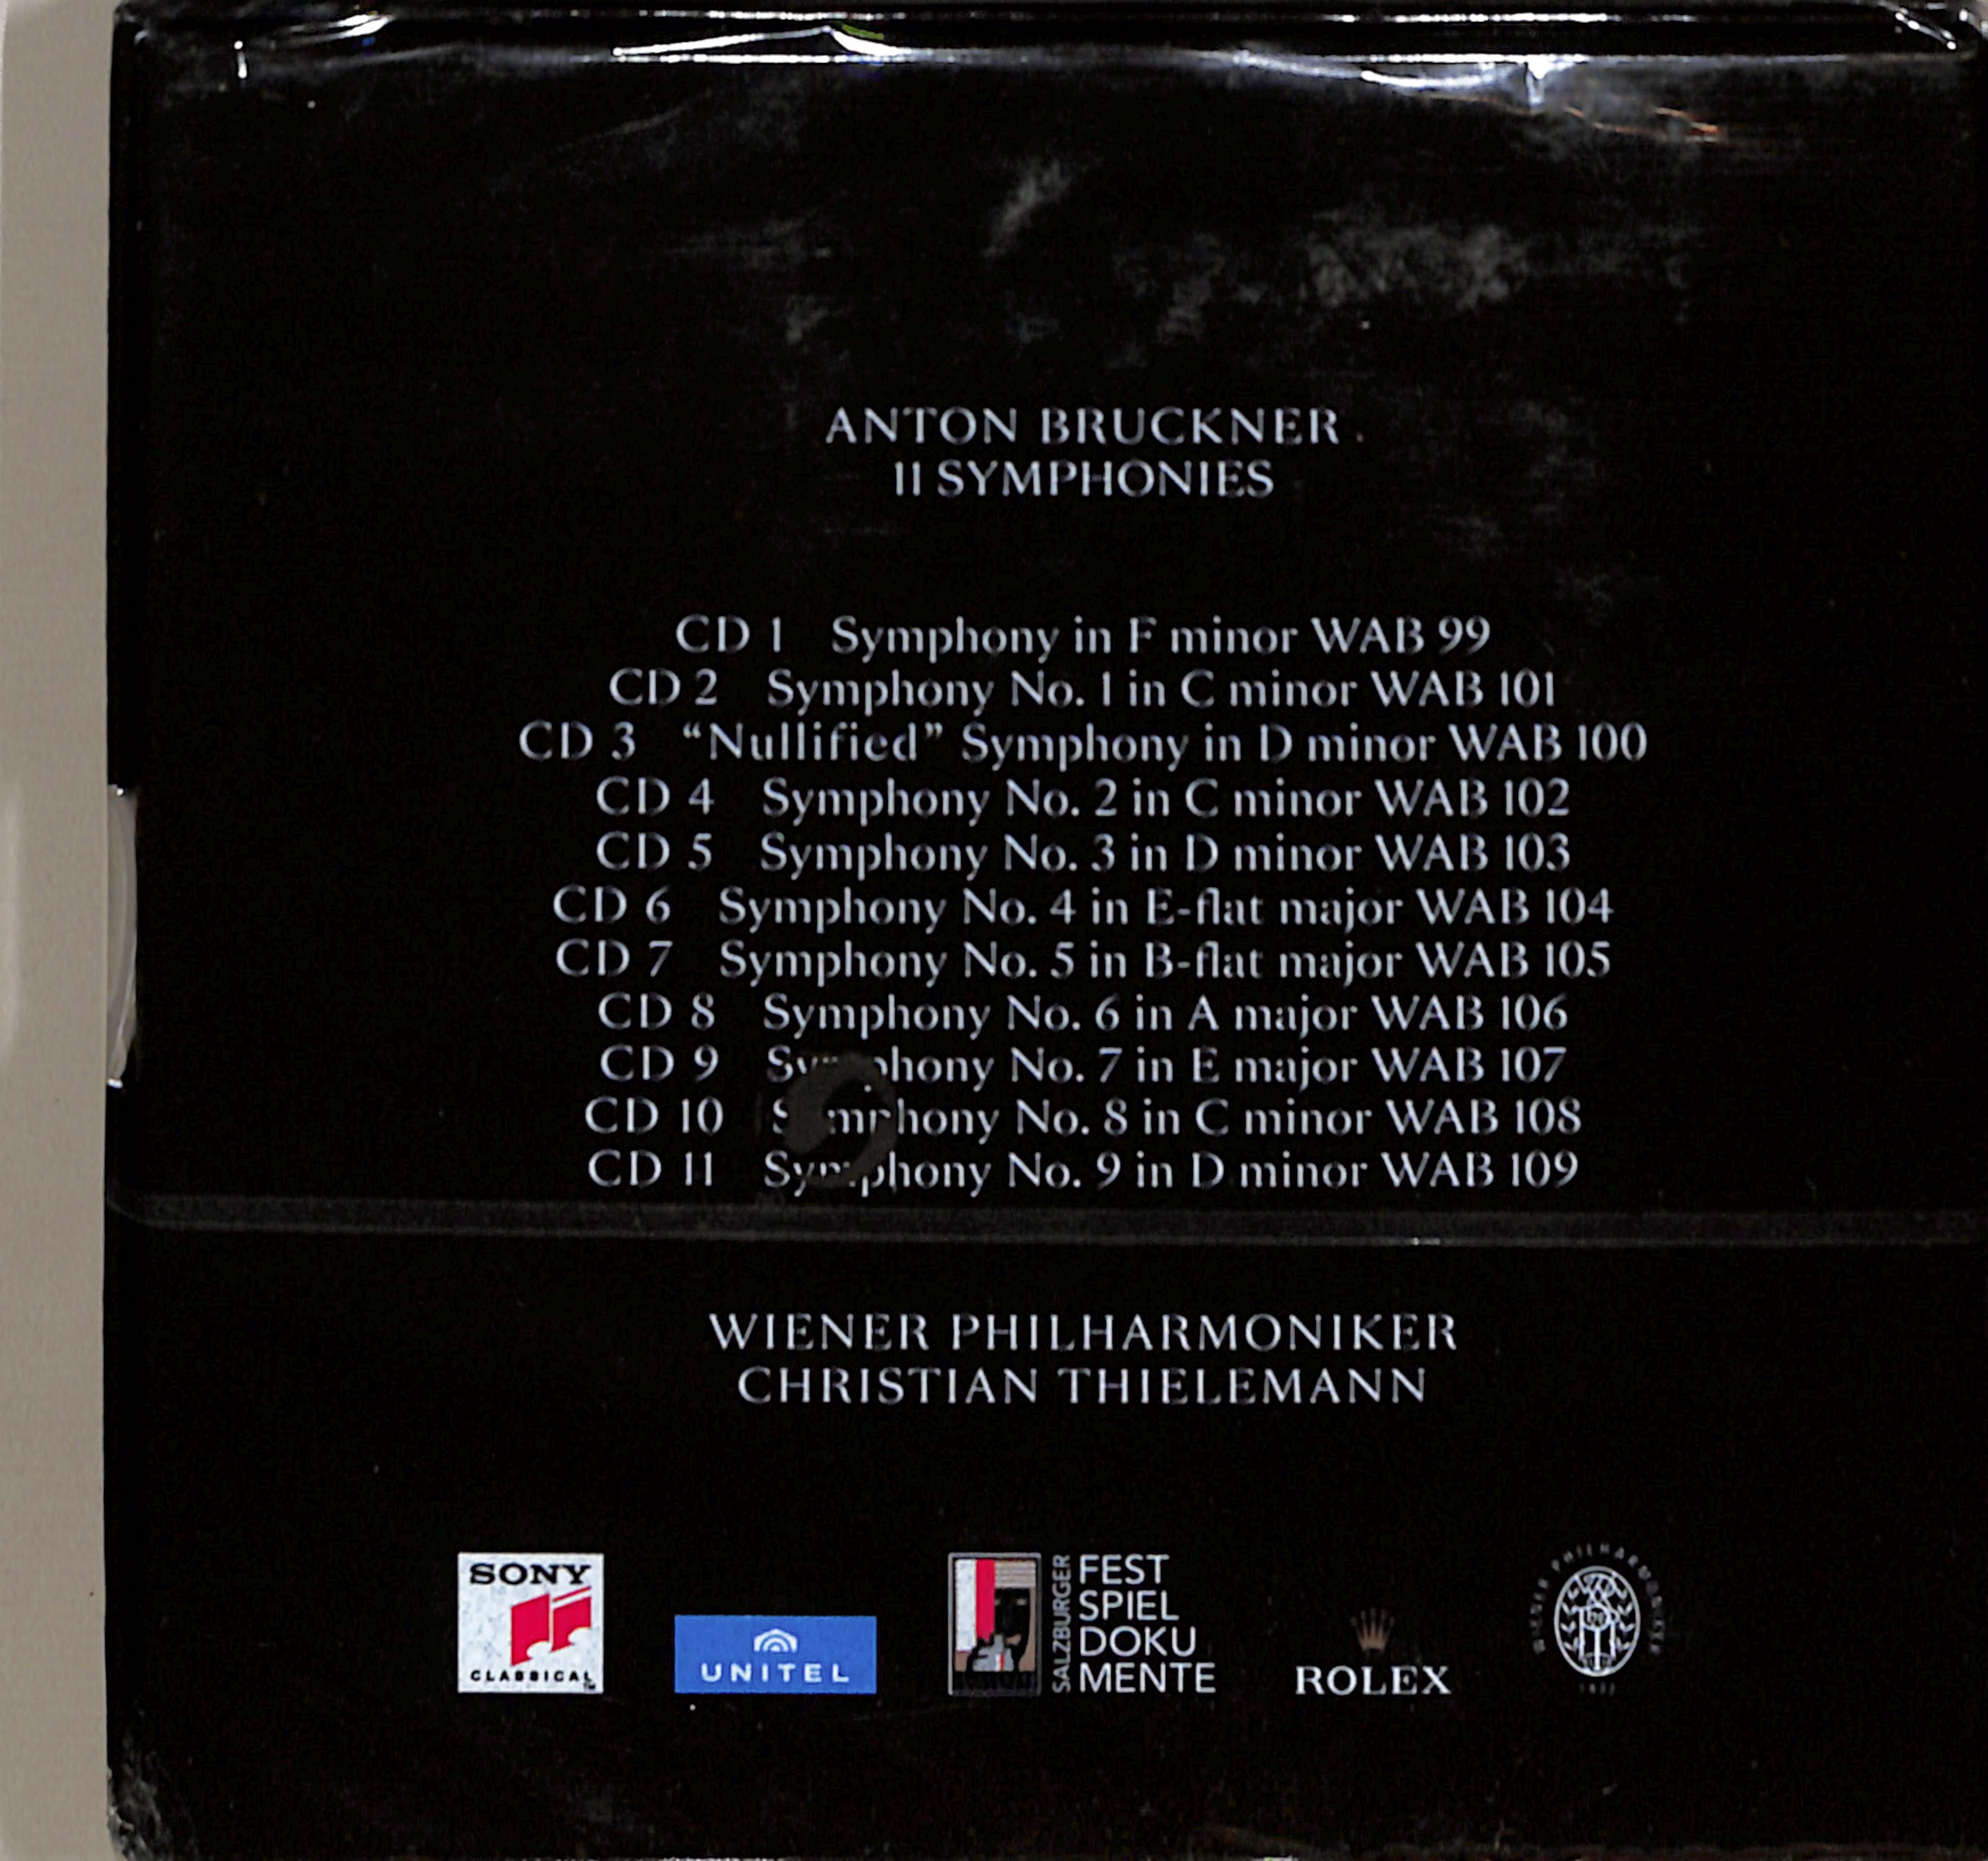 ANTON BRUCKNER
11 SYMPHONIES
CD 1 Symphony in F minor WAB 99
CD 2 Symphony No. 1 in C minor WAB 101
CD 3 “Nullified” Symphony in D minor WAB 100
CD 4 Symphony No. 2 in C minor WAB 102
CD 5 Symphony No. 3 in D minor WAB 103
CD 6 Symphony No. 4 in E-flat major WAB 104
CD 7 Symphony No. 5 in B-flat major WAB 105
CD 8 Symphony No. 6 in A major WAB 106
CD 9 Symphony No. 7 in E major WAB 107
CD 10 Symphony No. 8 in C minor WAB 108
CD 11 Symphony No. 9 in D minor WAB 109
WIENER PHILHARMONIKER
CHRISTIAN THIELEMANN
SONY
CLASSICAL
UNITEL
SALZBURGER
FEST
SPIEL
DOKU
MENTE
ROLEX
WIENER PHILHARMONIKER